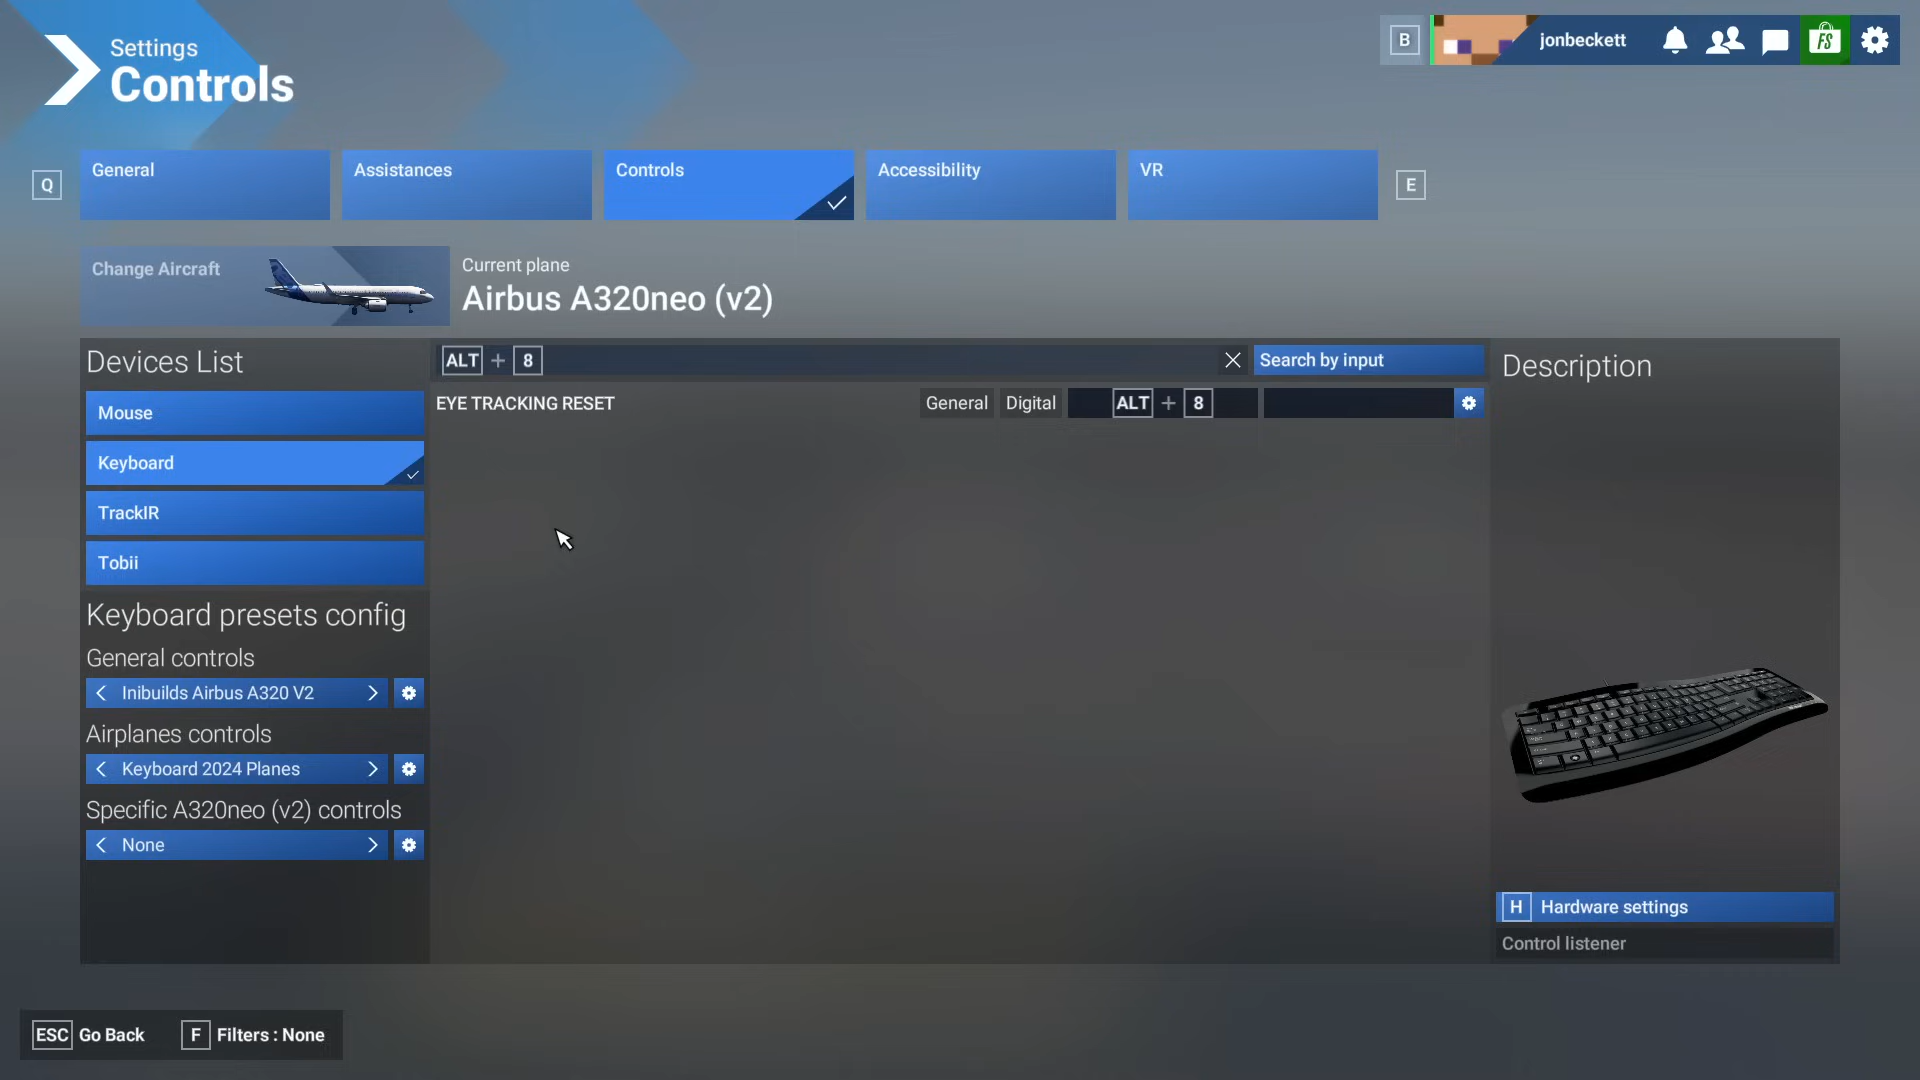 Settings
Controls
B
jonbeckett
FS
Q
General
Assistances
Controls
Accessibility
VR
E
Change Aircraft
Current plane
Airbus A320neo (v2)
Devices List
ALT + 8
Search by input
Description
Mouse
EYE TRACKING RESET
General
Digital
ALT + 8
Keyboard
TrackIR
Tobii
Keyboard presets config
General controls
Inibuilds Airbus A320 V2
Airplanes controls
Keyboard 2024 Planes
Specific A320neo (v2) controls
None
H Hardware settings
Control listener
ESC Go Back
F Filters : None